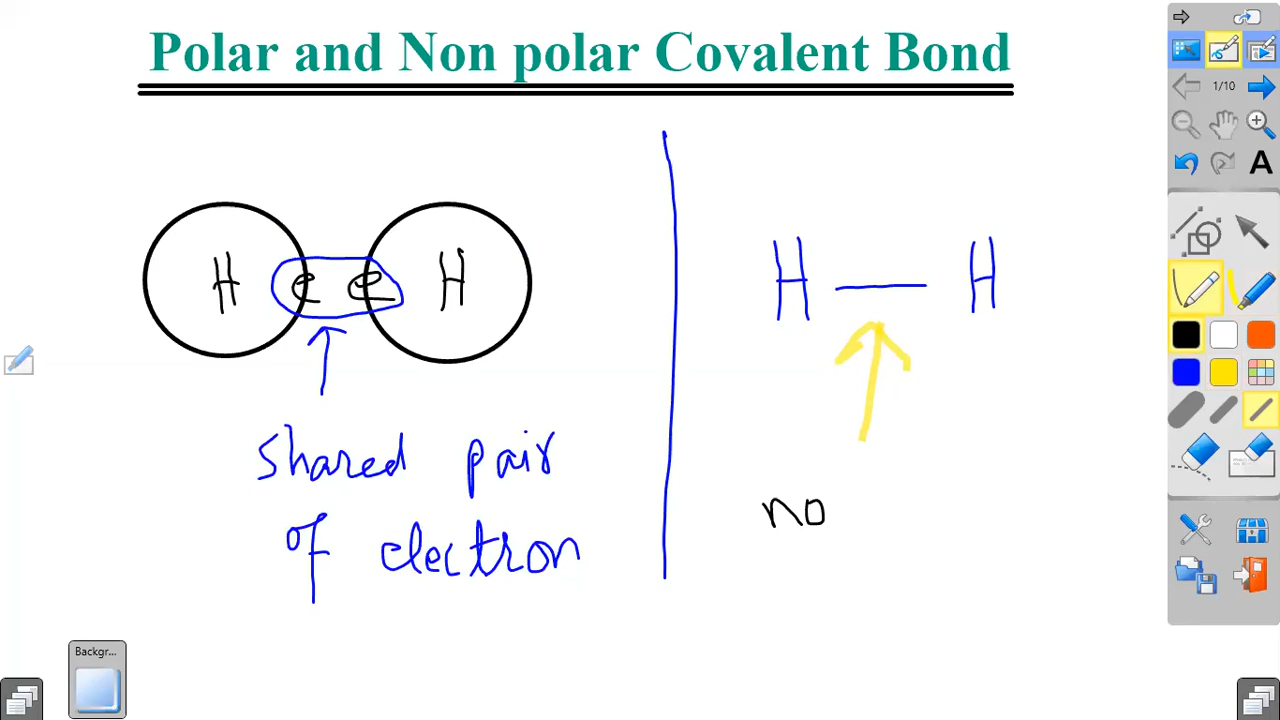 Polar and Non polar Covalent Bond
1/10
A
H e e H
H — H
shared pair
of electron
no
Backgr...